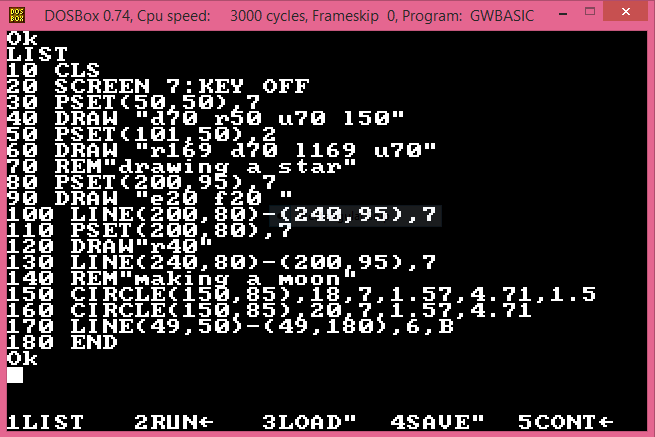 DOS
BOX
DOSBox 0.74, Cpu speed: 3000 cycles, Frameskip 0, Program: GWBASIC
Ok
LIST
10 CLS
20 SCREEN 7:KEY OFF
30 PSET(50,50),7
40 DRAW "d70 r50 u70 l50"
50 PSET(101,50),2
60 DRAW "r169 d70 l169 u70"
70 REM"drawing a star"
80 PSET(200,95),7
90 DRAW "e20 f20 "
100 LINE(200,80)-(240,95),7
110 PSET(200,80),7
120 DRAW"r40"
130 LINE(240,80)-(200,95),7
140 REM"making a moon"
150 CIRCLE(150,85),18,7,1.57,4.71,1.5
160 CIRCLE(150,85),20,7,1.57,4.71
170 LINE(49,50)-(49,180),6,B
180 END
Ok
1LIST 2RUN← 3LOAD" 4SAVE" 5CONT←